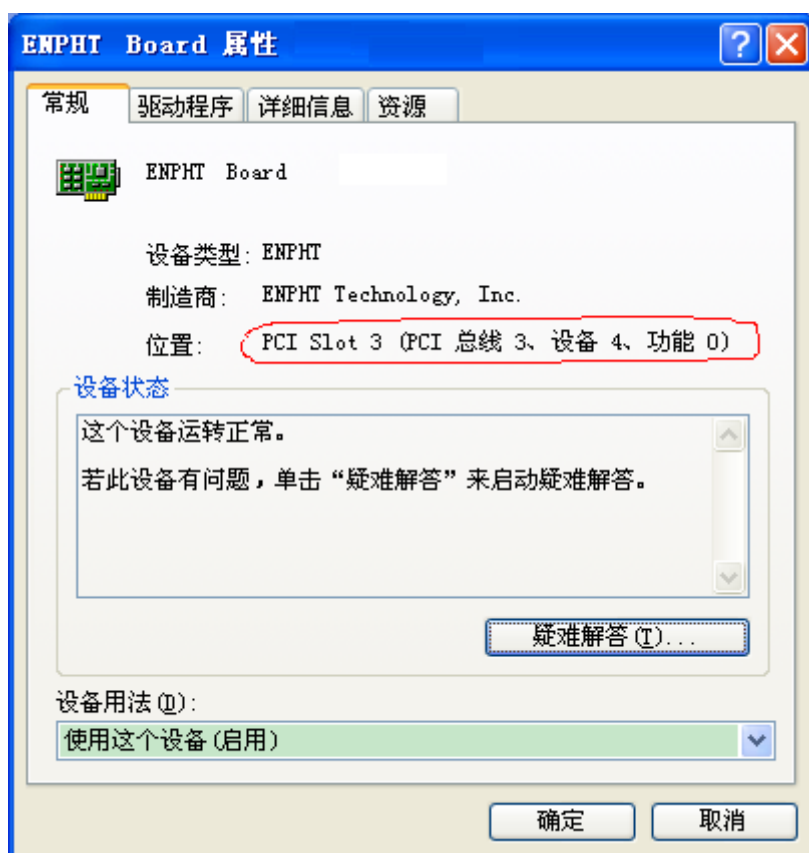 ENPHT Board 属性
常规 驱动程序 详细信息 资源
ENPHT Board
设备类型: ENPHT
制造商: ENPHT Technology, Inc.
位置: PCI Slot 3 (PCI 总线 3、设备 4、功能 0)
设备状态
这个设备运转正常。
若此设备有问题，单击“疑难解答”来启动疑难解答。
疑难解答(T)...
设备用法(D):
使用这个设备(启用)
确定 取消